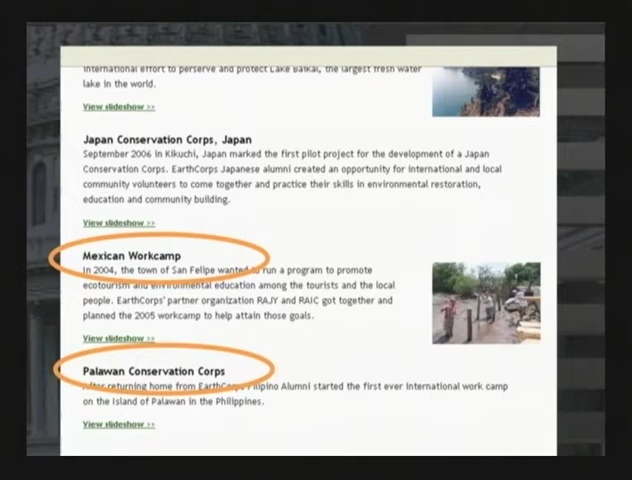 international effort to perserve and protect Lake Baikal, the largest fresh water
lake in the world.
View slideshow >>
Japan Conservation Corps, Japan
September 2006 in Kikuchi, Japan marked the first pilot project for the development of a Japan
Conservation Corps. EarthCorps Japanese alumni created an opportunity for international and local
community volunteers to come together and practice their skills in environmental restoration,
education and community building.
View slideshow >>
Mexican Workcamp
In 2004, the town of San Felipe wanted to run a program to promote
ecotourism and environmental education among the tourists and the local
people. EarthCorps' partner organization RAJY and RAIC got together and
planned the 2005 workcamp to help attain those goals.
View slideshow >>
Palawan Conservation Corps
After returning home from EarthCorps Filipino Alumni started the first ever international work camp
on the Island of Palawan in the Philippines.
View slideshow >>